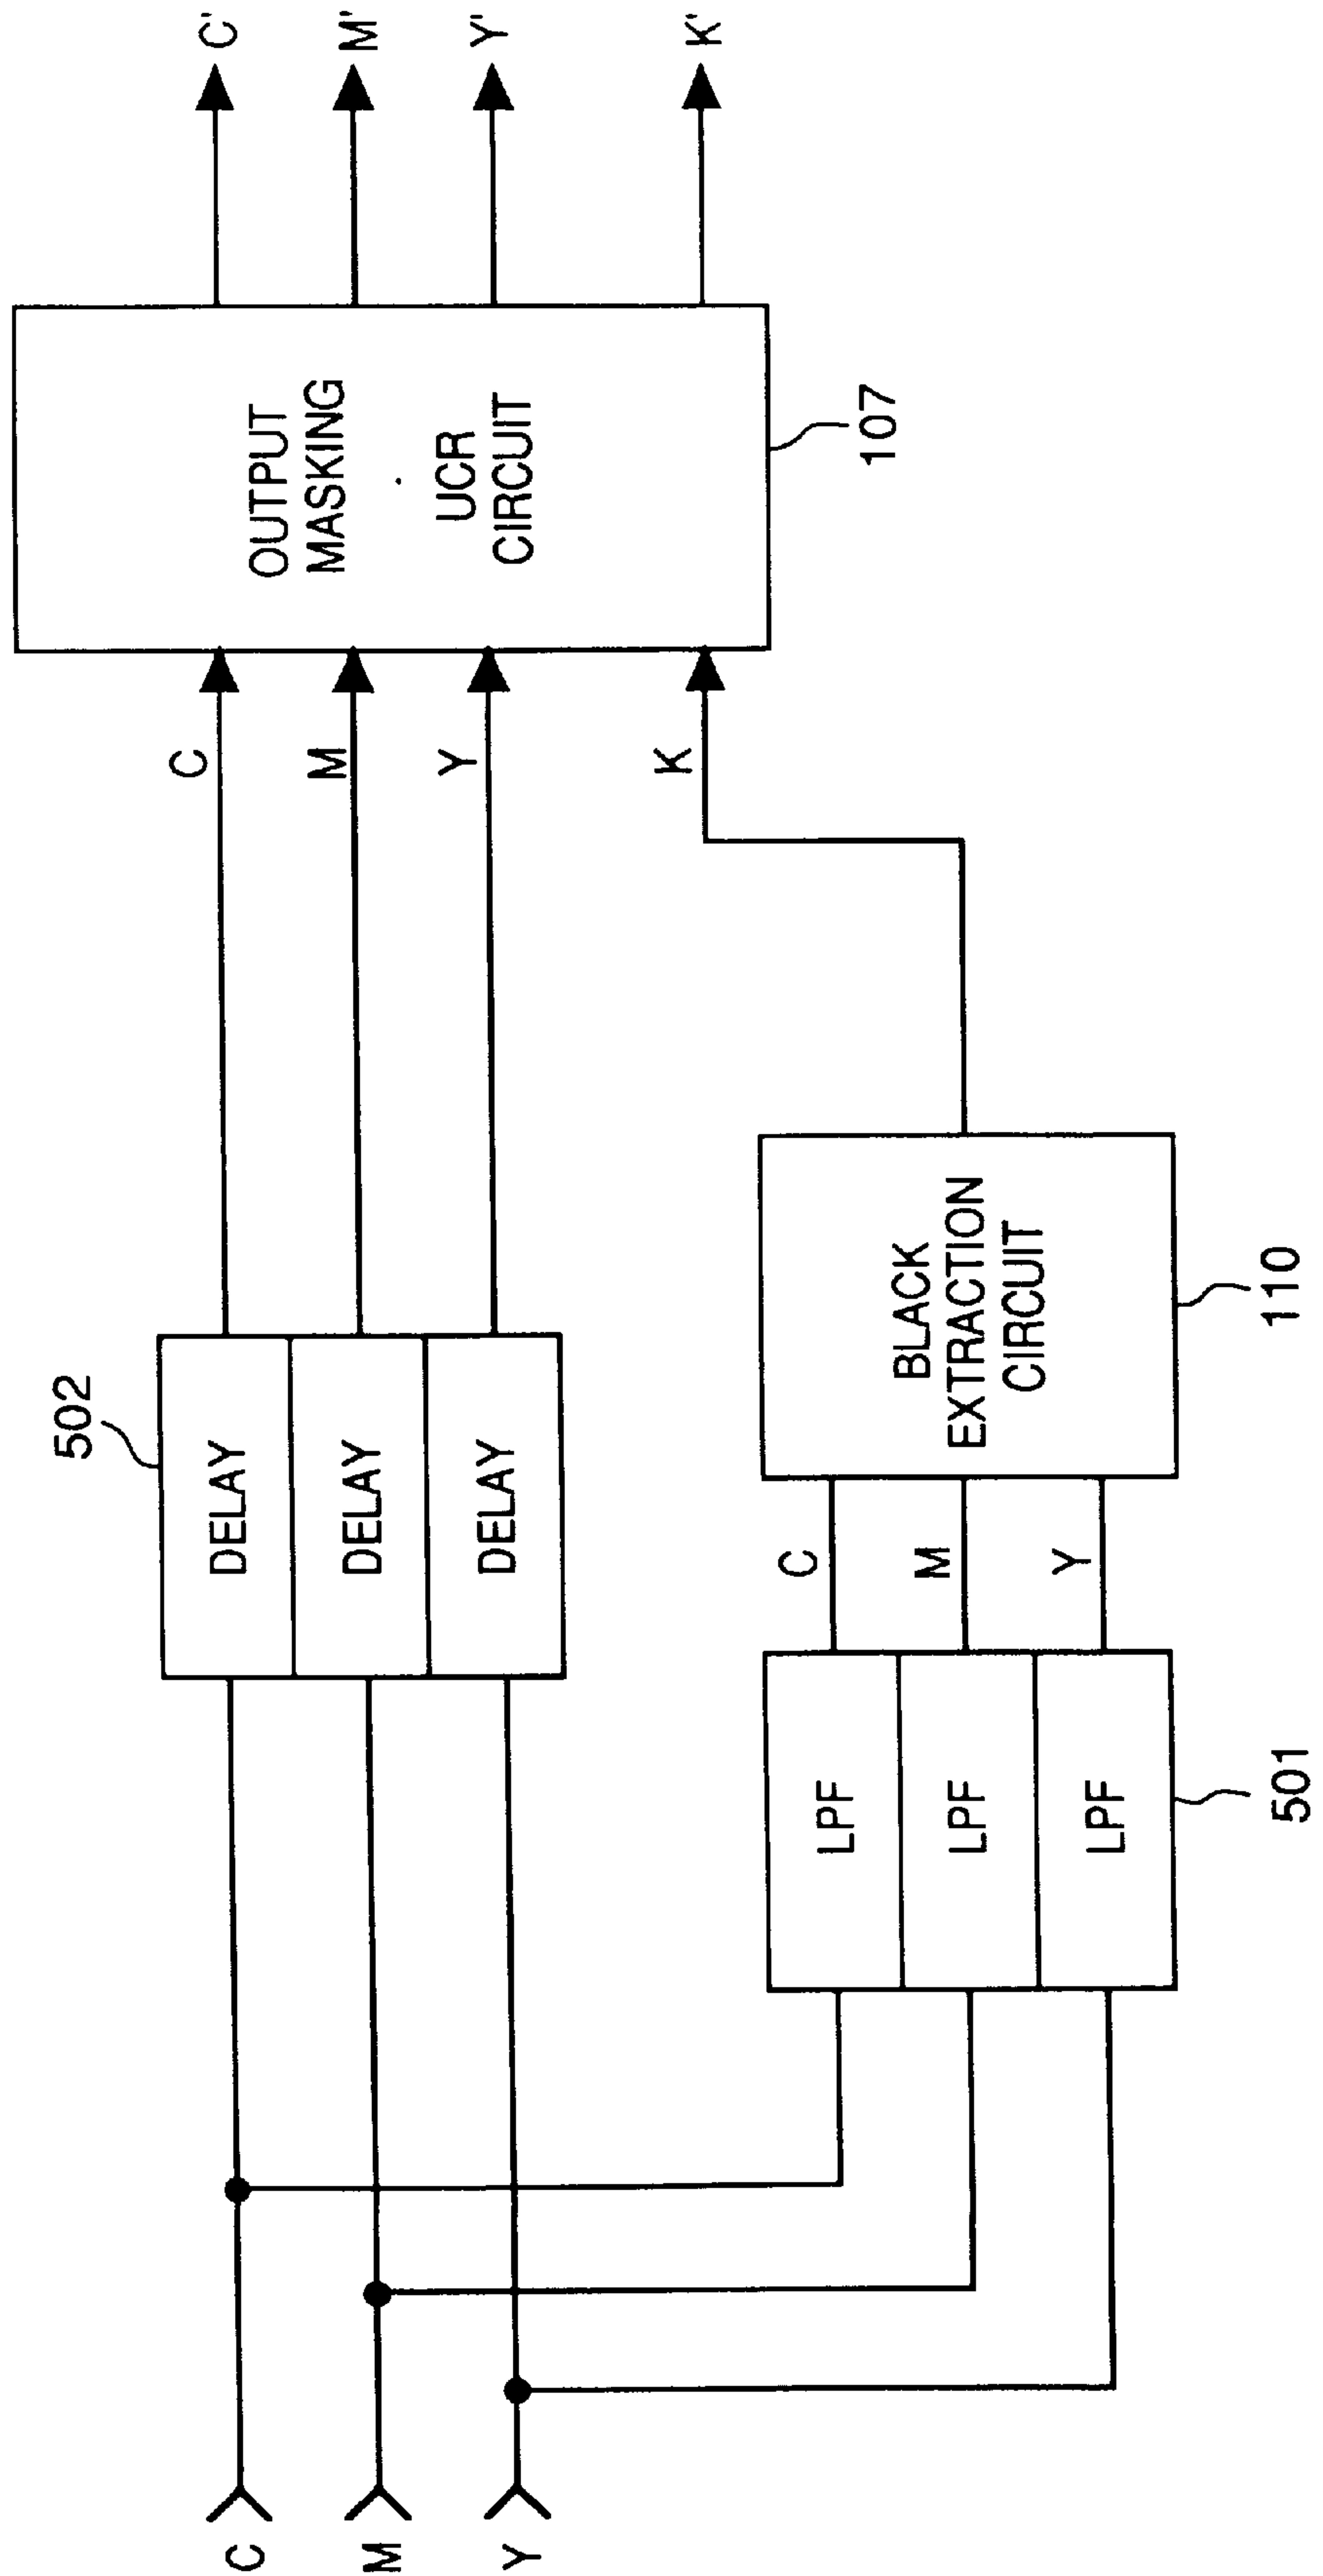 C
M
Y
502
DELAY
DELAY
DELAY
LPF
LPF
LPF
501
C
M
Y
BLACK
EXTRACTION
CIRCUIT
110
C
M
Y
K
OUTPUT
MASKING
·
UCR
CIRCUIT
107
C'
M'
Y'
K'